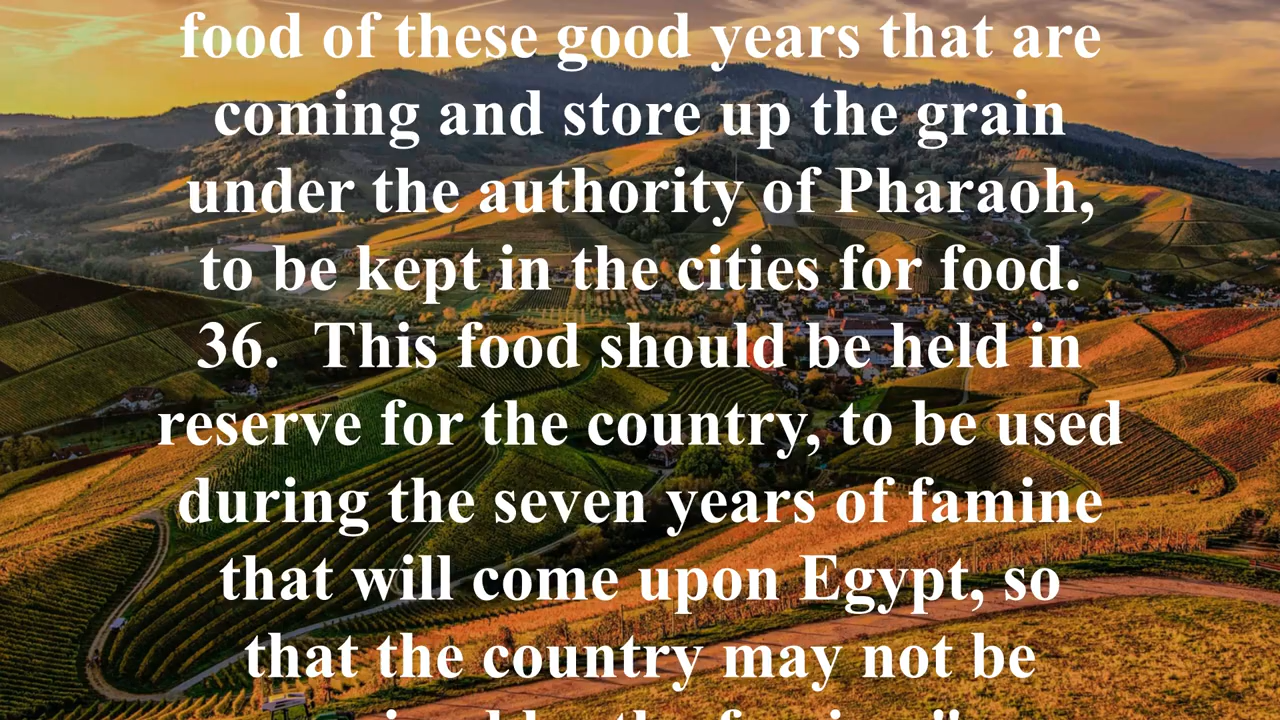 food of these good years that are
coming and store up the grain
under the authority of Pharaoh,
to be kept in the cities for food.
36. This food should be held in
reserve for the country, to be used
during the seven years of famine
that will come upon Egypt, so
that the country may not be